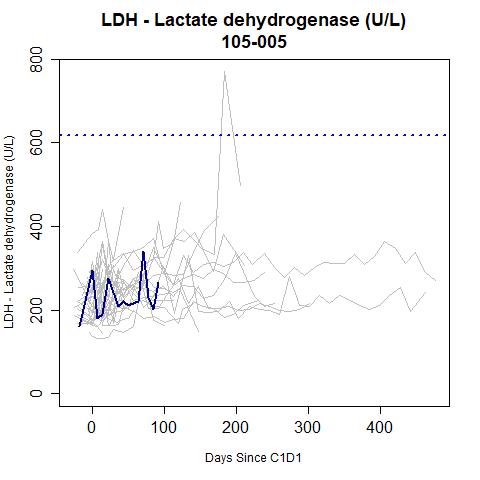 LDH - Lactate dehydrogenase (U/L)
105-005
LDH - Lactate dehydrogenase (U/L)
800
600
400
200
0
0 100 200 300 400
Days Since C1D1